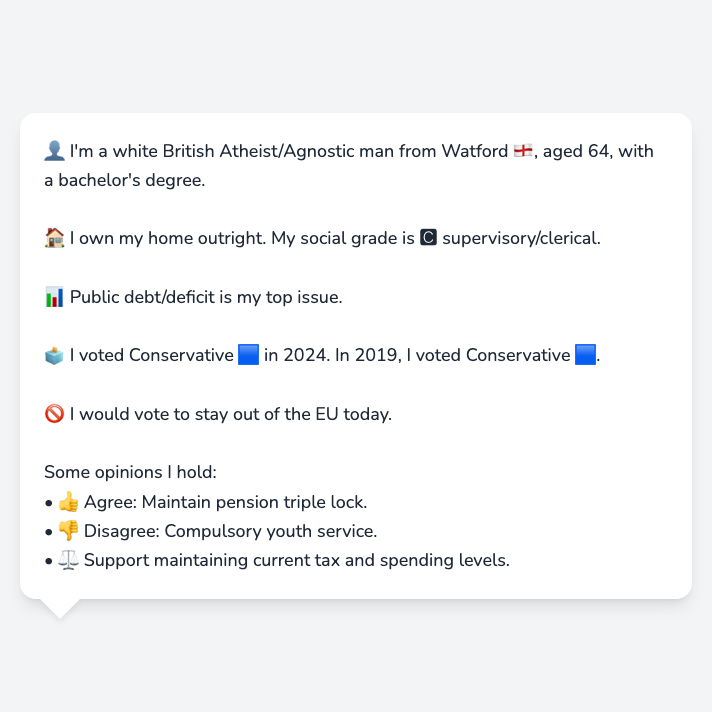 👤 I'm a white British Atheist/Agnostic man from Watford 🏴󠁧󠁢󠁥󠁮󠁧󠁿, aged 64, with
a bachelor's degree.
🏠 I own my home outright. My social grade is 🅲 supervisory/clerical.
📊 Public debt/deficit is my top issue.
🗳️ I voted Conservative 🟦 in 2024. In 2019, I voted Conservative 🟦.
🚫 I would vote to stay out of the EU today.
Some opinions I hold:
• 👍 Agree: Maintain pension triple lock.
• 👎 Disagree: Compulsory youth service.
• ⚖️ Support maintaining current tax and spending levels.